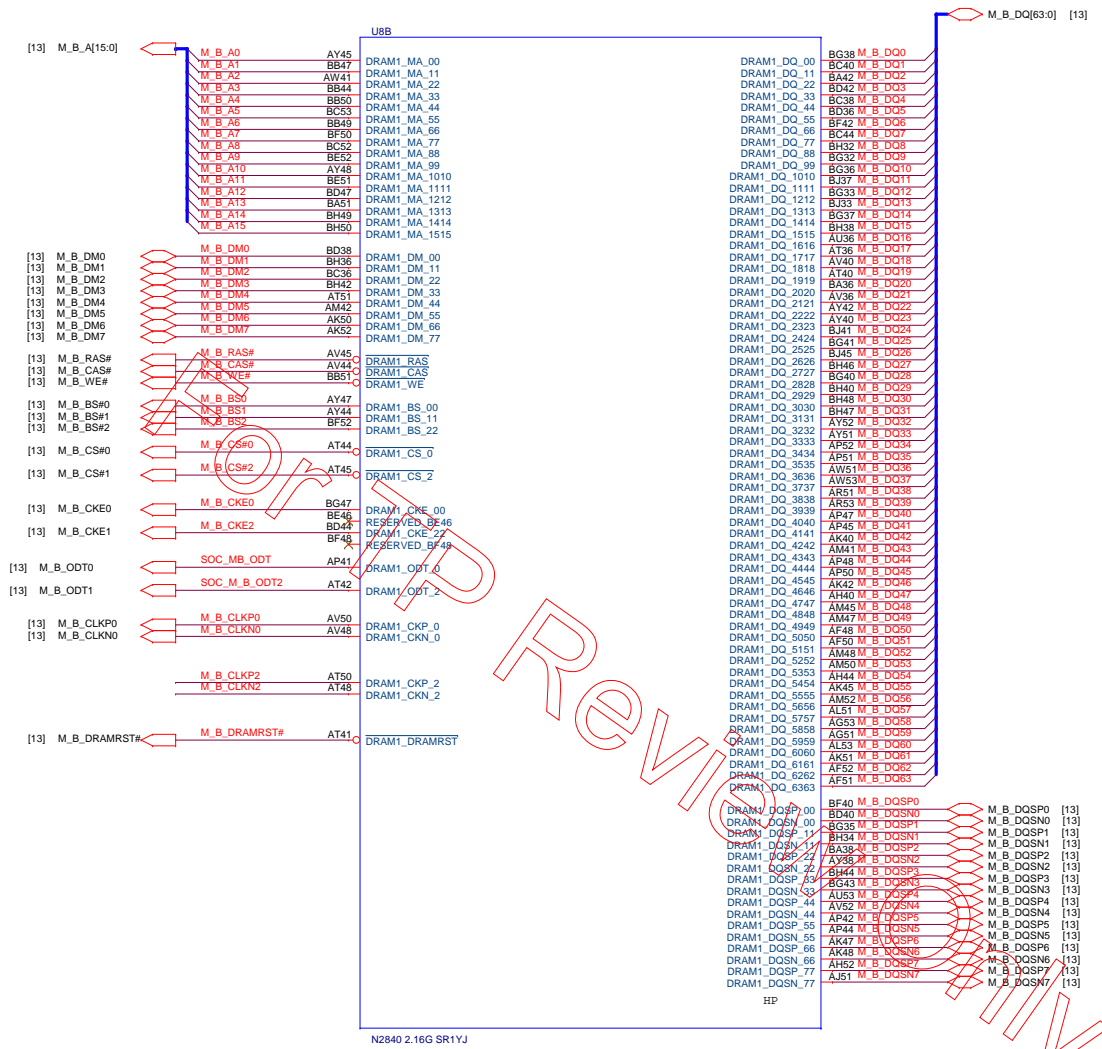 U8B
[13] M_B_A[15:0]
M_B_A0 AY45 DRAM1_MA_00
M_B_A1 BB47 DRAM1_MA_11
M_B_A2 AW41 DRAM1_MA_22
M_B_A3 BB44 DRAM1_MA_33
M_B_A4 BB50 DRAM1_MA_44
M_B_A5 BC53 DRAM1_MA_55
M_B_A6 BB49 DRAM1_MA_66
M_B_A7 BF50 DRAM1_MA_77
M_B_A8 BC52 DRAM1_MA_88
M_B_A9 BE52 DRAM1_MA_99
M_B_A10 AY48 DRAM1_MA_1010
M_B_A11 BE51 DRAM1_MA_1111
M_B_A12 BD47 DRAM1_MA_1212
M_B_A13 BA51 DRAM1_MA_1313
M_B_A14 BH49 DRAM1_MA_1414
M_B_A15 BH50 DRAM1_MA_1515
[13] M_B_DM0 M_B_DM0 BD38 DRAM1_DM_00
[13] M_B_DM1 M_B_DM1 BH36 DRAM1_DM_11
[13] M_B_DM2 M_B_DM2 BC36 DRAM1_DM_22
[13] M_B_DM3 M_B_DM3 BH42 DRAM1_DM_33
[13] M_B_DM4 M_B_DM4 AT51 DRAM1_DM_44
[13] M_B_DM5 M_B_DM5 AM42 DRAM1_DM_55
[13] M_B_DM6 M_B_DM6 AK50 DRAM1_DM_66
[13] M_B_DM7 M_B_DM7 AK52 DRAM1_DM_77
[13] M_B_RAS# M_B_RAS# AV45 DRAM1_RAS
[13] M_B_CAS# M_B_CAS# AV44 DRAM1_CAS
[13] M_B_WE# M_B_WE# BB51 DRAM1_WE
[13] M_B_BS#0 M_B_BS0 AY47 DRAM1_BS_00
[13] M_B_BS#1 M_B_BS1 AY44 DRAM1_BS_11
[13] M_B_BS#2 M_B_BS2 BF52 DRAM1_BS_22
[13] M_B_CS#0 M_B_CS#0 AT44 DRAM1_CS_0
[13] M_B_CS#1 M_B_CS#2 AT45 DRAM1_CS_2
[13] M_B_CKE0 M_B_CKE0 BG47 DRAM1_CKE_00
BE46 RESERVED_BE46
[13] M_B_CKE1 M_B_CKE2 BD44 DRAM1_CKE_22
BF48 RESERVED_BF48
[13] M_B_ODT0 SOC_MB_ODT AP41 DRAM1_ODT_0
[13] M_B_ODT1 SOC_M_B_ODT2 AT42 DRAM1_ODT_2
[13] M_B_CLKP0 M_B_CLKP0 AV50 DRAM1_CKP_0
[13] M_B_CLKN0 M_B_CLKN0 AV48 DRAM1_CKN_0
M_B_CLKP2 AT50 DRAM1_CKP_2
M_B_CLKN2 AT48 DRAM1_CKN_2
[13] M_B_DRAMRST# M_B_DRAMRST# AT41 DRAM1_DRAMRST
M_B_DQ[63:0] [13]
DRAM1_DQ_00 BG38 M_B_DQ0
DRAM1_DQ_11 BC40 M_B_DQ1
DRAM1_DQ_22 BA42 M_B_DQ2
DRAM1_DQ_33 BD42 M_B_DQ3
DRAM1_DQ_44 BC38 M_B_DQ4
DRAM1_DQ_55 BD36 M_B_DQ5
DRAM1_DQ_66 BF42 M_B_DQ6
DRAM1_DQ_77 BC44 M_B_DQ7
DRAM1_DQ_88 BH32 M_B_DQ8
DRAM1_DQ_99 BG32 M_B_DQ9
DRAM1_DQ_1010 BG36 M_B_DQ10
DRAM1_DQ_1111 BJ37 M_B_DQ11
DRAM1_DQ_1212 BG33 M_B_DQ12
DRAM1_DQ_1313 BJ33 M_B_DQ13
DRAM1_DQ_1414 BG37 M_B_DQ14
DRAM1_DQ_1515 BH38 M_B_DQ15
DRAM1_DQ_1616 AU36 M_B_DQ16
DRAM1_DQ_1717 AT36 M_B_DQ17
DRAM1_DQ_1818 AV40 M_B_DQ18
DRAM1_DQ_1919 AT40 M_B_DQ19
DRAM1_DQ_2020 BA36 M_B_DQ20
DRAM1_DQ_2121 AV36 M_B_DQ21
DRAM1_DQ_2222 AY42 M_B_DQ22
DRAM1_DQ_2323 AY40 M_B_DQ23
DRAM1_DQ_2424 BJ41 M_B_DQ24
DRAM1_DQ_2525 BG41 M_B_DQ25
DRAM1_DQ_2626 BJ45 M_B_DQ26
DRAM1_DQ_2727 BH46 M_B_DQ27
DRAM1_DQ_2828 BG40 M_B_DQ28
DRAM1_DQ_2929 BH40 M_B_DQ29
DRAM1_DQ_3030 BH48 M_B_DQ30
DRAM1_DQ_3131 BH47 M_B_DQ31
DRAM1_DQ_3232 AY52 M_B_DQ32
DRAM1_DQ_3333 AY51 M_B_DQ33
DRAM1_DQ_3434 AP52 M_B_DQ34
DRAM1_DQ_3535 AP51 M_B_DQ35
DRAM1_DQ_3636 AW51 M_B_DQ36
DRAM1_DQ_3737 AW53 M_B_DQ37
DRAM1_DQ_3838 AR51 M_B_DQ38
DRAM1_DQ_3939 AR53 M_B_DQ39
DRAM1_DQ_4040 AP47 M_B_DQ40
DRAM1_DQ_4141 AP45 M_B_DQ41
DRAM1_DQ_4242 AK40 M_B_DQ42
DRAM1_DQ_4343 AM41 M_B_DQ43
DRAM1_DQ_4444 AP48 M_B_DQ44
DRAM1_DQ_4545 AP50 M_B_DQ45
DRAM1_DQ_4646 AK42 M_B_DQ46
DRAM1_DQ_4747 AH40 M_B_DQ47
DRAM1_DQ_4848 AM45 M_B_DQ48
DRAM1_DQ_4949 AM47 M_B_DQ49
DRAM1_DQ_5050 AF48 M_B_DQ50
DRAM1_DQ_5151 AF50 M_B_DQ51
DRAM1_DQ_5252 AM48 M_B_DQ52
DRAM1_DQ_5353 AM50 M_B_DQ53
DRAM1_DQ_5454 AH44 M_B_DQ54
DRAM1_DQ_5555 AK45 M_B_DQ55
DRAM1_DQ_5656 AM52 M_B_DQ56
DRAM1_DQ_5757 AL51 M_B_DQ57
DRAM1_DQ_5858 AG53 M_B_DQ58
DRAM1_DQ_5959 AG51 M_B_DQ59
DRAM1_DQ_6060 AL53 M_B_DQ60
DRAM1_DQ_6161 AK51 M_B_DQ61
DRAM1_DQ_6262 AF52 M_B_DQ62
DRAM1_DQ_6363 AF51 M_B_DQ63
DRAM1_DQSP_00 BF40 M_B_DQSP0 M_B_DQSP0 [13]
DRAM1_DQSN_00 BD40 M_B_DQSN0 M_B_DQSN0 [13]
DRAM1_DQSP_11 BG35 M_B_DQSP1 M_B_DQSP1 [13]
DRAM1_DQSN_11 BH34 M_B_DQSN1 M_B_DQSN1 [13]
DRAM1_DQSP_22 BA38 M_B_DQSP2 M_B_DQSP2 [13]
DRAM1_DQSN_22 AY38 M_B_DQSN2 M_B_DQSN2 [13]
DRAM1_DQSP_33 BH44 M_B_DQSP3 M_B_DQSP3 [13]
DRAM1_DQSN_33 BG43 M_B_DQSN3 M_B_DQSN3 [13]
DRAM1_DQSP_44 AU53 M_B_DQSP4 M_B_DQSP4 [13]
DRAM1_DQSN_44 AV52 M_B_DQSN4 M_B_DQSN4 [13]
DRAM1_DQSP_55 AP42 M_B_DQSP5 M_B_DQSP5 [13]
DRAM1_DQSN_55 AP44 M_B_DQSN5 M_B_DQSN5 [13]
DRAM1_DQSP_66 AK47 M_B_DQSP6 M_B_DQSP6 [13]
DRAM1_DQSN_66 AK48 M_B_DQSN6 M_B_DQSN6 [13]
DRAM1_DQSP_77 AH52 M_B_DQSP7 M_B_DQSP7 [13]
DRAM1_DQSN_77 AJ51 M_B_DQSN7 M_B_DQSN7 [13]
HP
N2840 2.16G SR1YJ
For TP Review Only